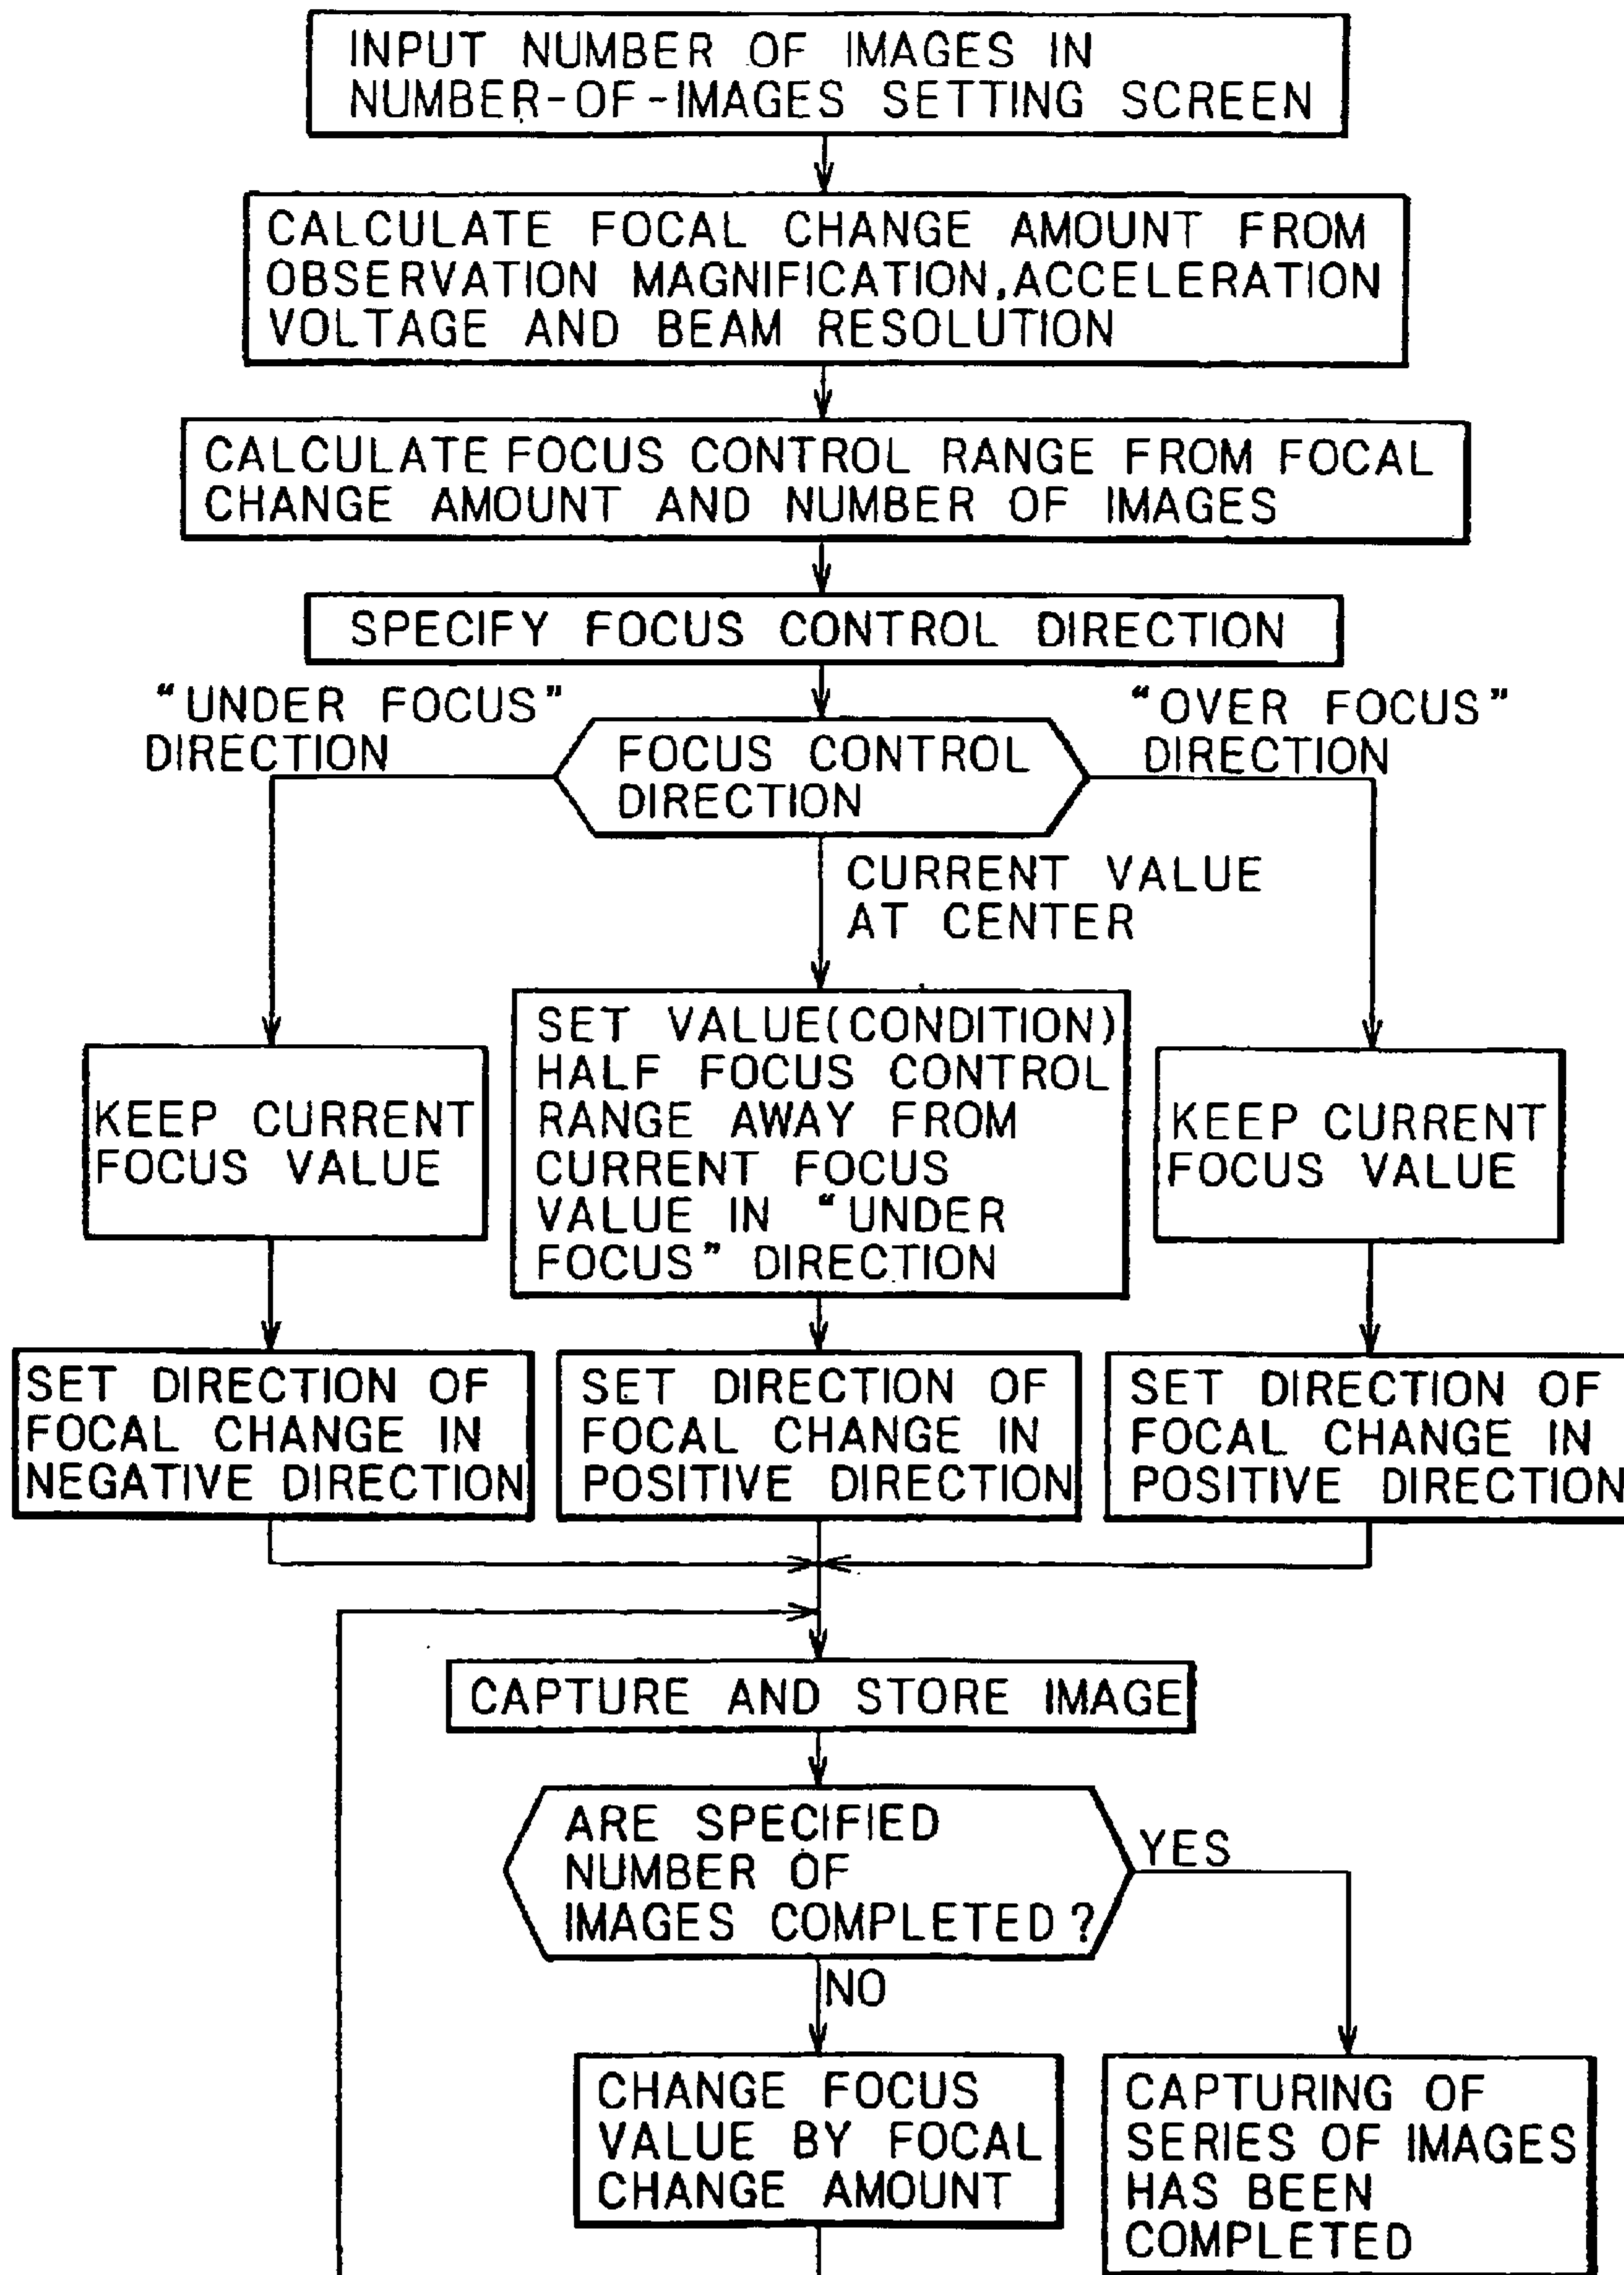 INPUT NUMBER OF IMAGES IN
NUMBER-OF-IMAGES SETTING SCREEN
CALCULATE FOCAL CHANGE AMOUNT FROM
OBSERVATION MAGNIFICATION,ACCELERATION
VOLTAGE AND BEAM RESOLUTION
CALCULATE FOCUS CONTROL RANGE FROM FOCAL
CHANGE AMOUNT AND NUMBER OF IMAGES
SPECIFY FOCUS CONTROL DIRECTION
“UNDER FOCUS”
DIRECTION
FOCUS CONTROL
DIRECTION
“OVER FOCUS”
DIRECTION
CURRENT VALUE
AT CENTER
KEEP CURRENT
FOCUS VALUE
SET VALUE(CONDITION)
HALF FOCUS CONTROL
RANGE AWAY FROM
CURRENT FOCUS
VALUE IN “UNDER
FOCUS” DIRECTION
KEEP CURRENT
FOCUS VALUE
SET DIRECTION OF
FOCAL CHANGE IN
NEGATIVE DIRECTION
SET DIRECTION OF
FOCAL CHANGE IN
POSITIVE DIRECTION
SET DIRECTION OF
FOCAL CHANGE IN
POSITIVE DIRECTION
CAPTURE AND STORE IMAGE
ARE SPECIFIED
NUMBER OF
IMAGES COMPLETED?
YES
NO
CHANGE FOCUS
VALUE BY FOCAL
CHANGE AMOUNT
CAPTURING OF
SERIES OF IMAGES
HAS BEEN
COMPLETED